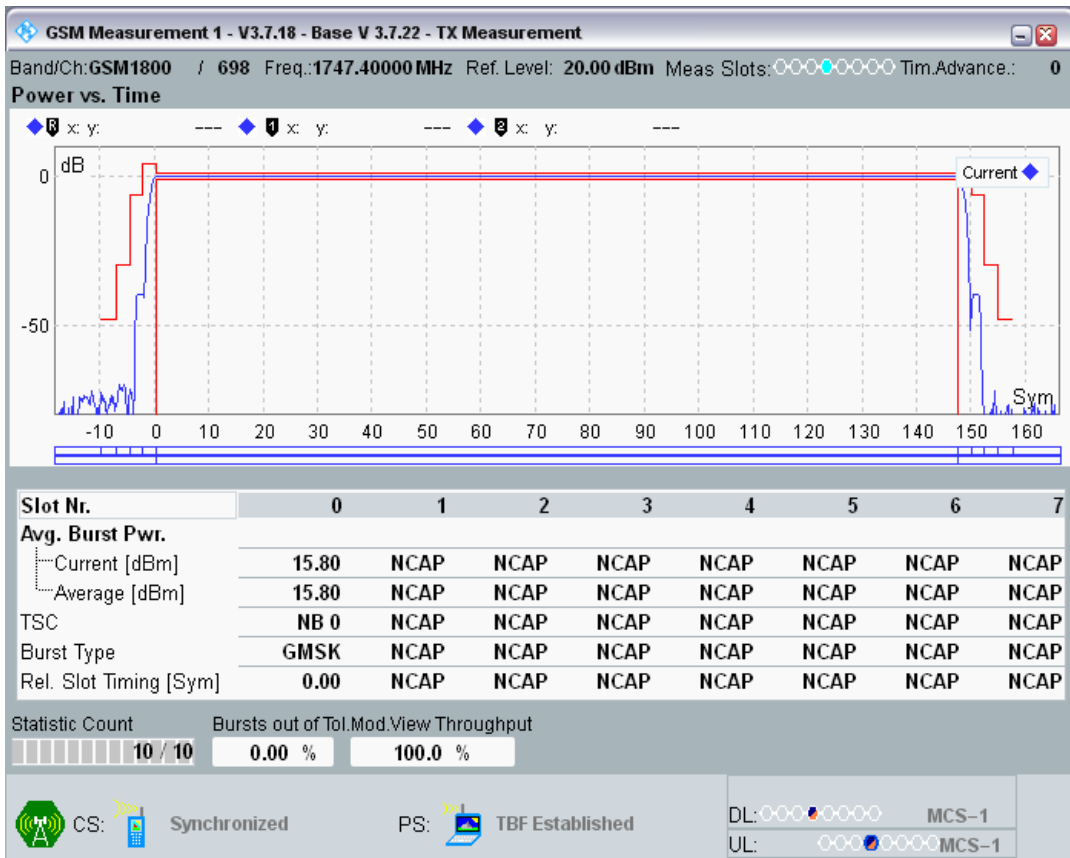 GSM Measurement 1 - V3.7.18 - Base V 3.7.22 - TX Measurement
Band/Ch:GSM1800 / 698 Freq.:1747.40000 MHz Ref. Level: 20.00 dBm Meas Slots: Tim.Advance.: 0
Power vs. Time
R x: y: --- 1 x: y: --- 2 x: y: ---
dB
Current
0
-50
Sym
-10 0 10 20 30 40 50 60 70 80 90 100 110 120 130 140 150 160
Slot Nr. 0 1 2 3 4 5 6 7
Avg. Burst Pwr.
Current [dBm] 15.80 NCAP NCAP NCAP NCAP NCAP NCAP NCAP
Average [dBm] 15.80 NCAP NCAP NCAP NCAP NCAP NCAP NCAP
TSC NB 0 NCAP NCAP NCAP NCAP NCAP NCAP NCAP
Burst Type GMSK NCAP NCAP NCAP NCAP NCAP NCAP NCAP
Rel. Slot Timing [Sym] 0.00 NCAP NCAP NCAP NCAP NCAP NCAP NCAP
Statistic Count Bursts out of Tol.Mod.View Throughput
10 / 10 0.00 % 100.0 %
CS: Synchronized PS: TBF Established
DL: MCS-1
UL: MCS-1